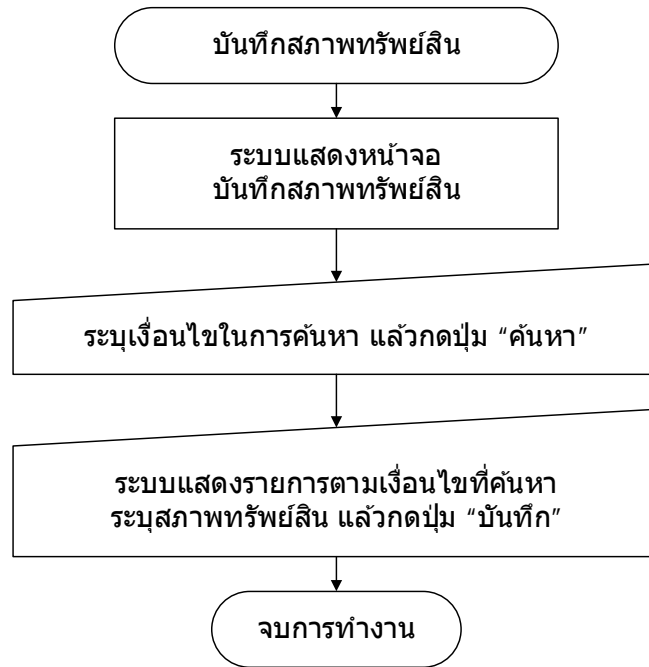 บันทึกสภาพทรัพย์สิน
ระบบแสดงหน้าจอ
บันทึกสภาพทรัพย์สิน
ระบุเงื่อนไขในการค้นหา แล้วกดปุ่ม “ค้นหา”
ระบบแสดงรายการตามเงื่อนไขที่ค้นหา
ระบุสภาพทรัพย์สิน แล้วกดปุ่ม “บันทึก”
จบการทำงาน